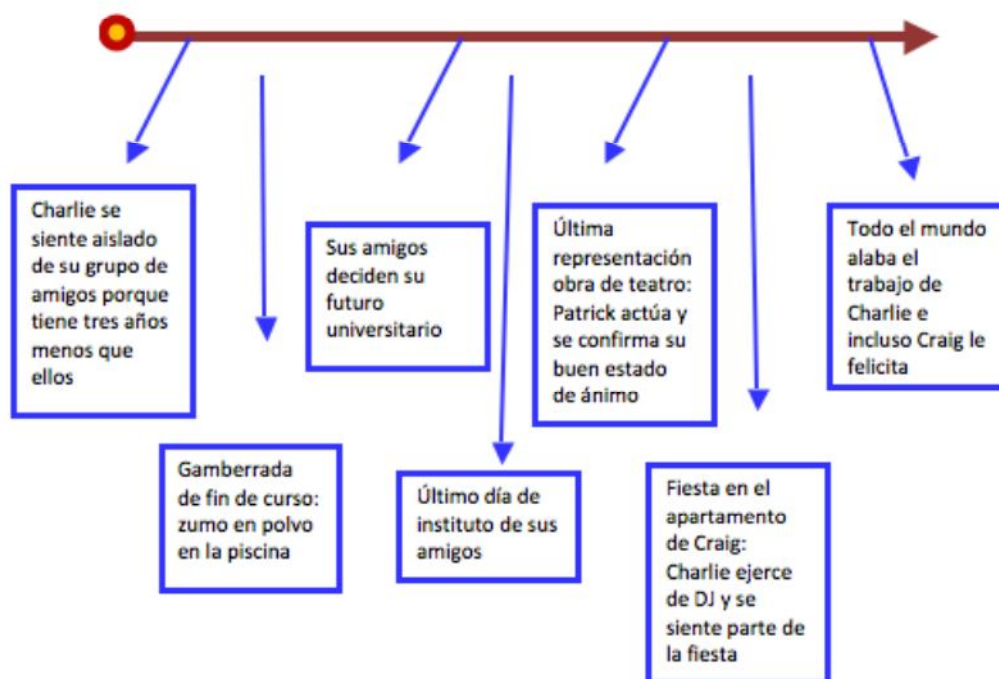 Charlie se
siente aislado
de su grupo de
amigos porque
tiene tres años
menos que
ellos
Gamberrada
de fin de curso:
zumo en polvo
en la piscina
Sus amigos
deciden su
futuro
universitario
Último día de
instituto de sus
amigos
Última
representación
obra de teatro:
Patrick actúa y
se confirma su
buen estado
de ánimo
Fiesta en el
apartamento
de Craig:
Charlie ejerce
de DJ y se
siente parte de
la fiesta
Todo el mundo
alaba el
trabajo de
Charlie e
incluso Craig le
felicita